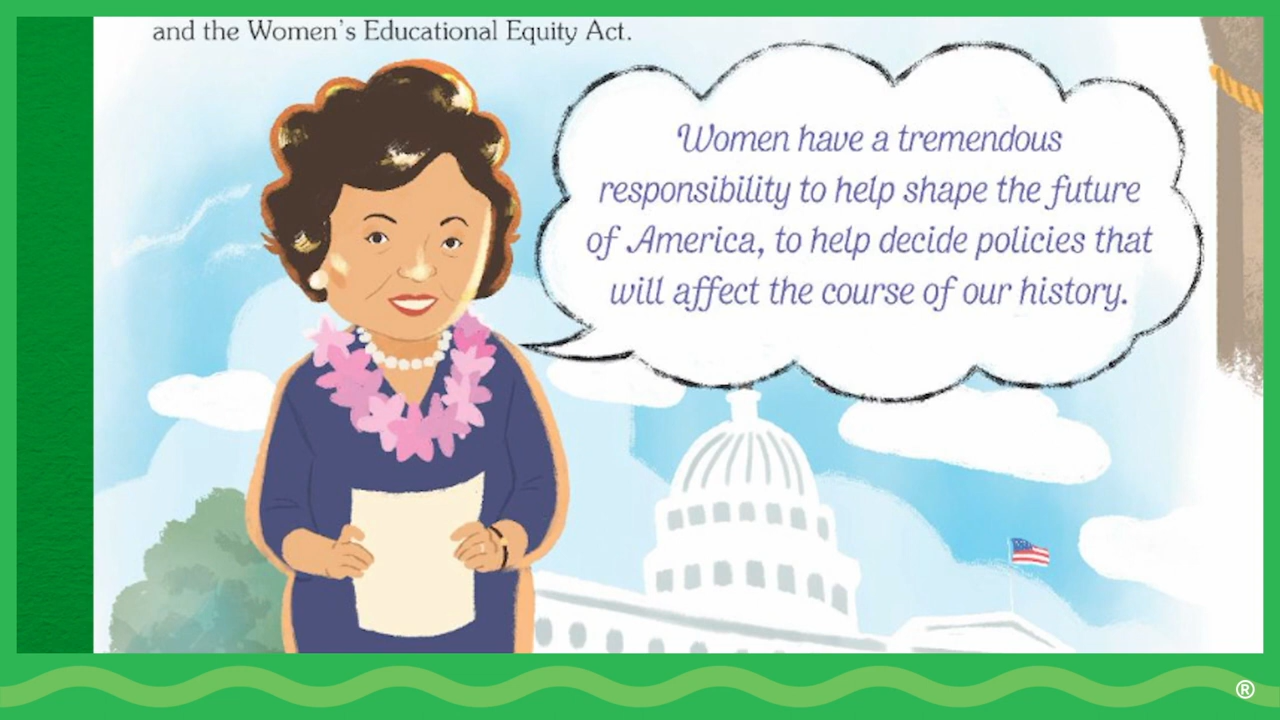 and the Women's Educational Equity Act.
Women have a tremendous
responsibility to help shape the future
of America, to help decide policies that
will affect the course of our history.
®